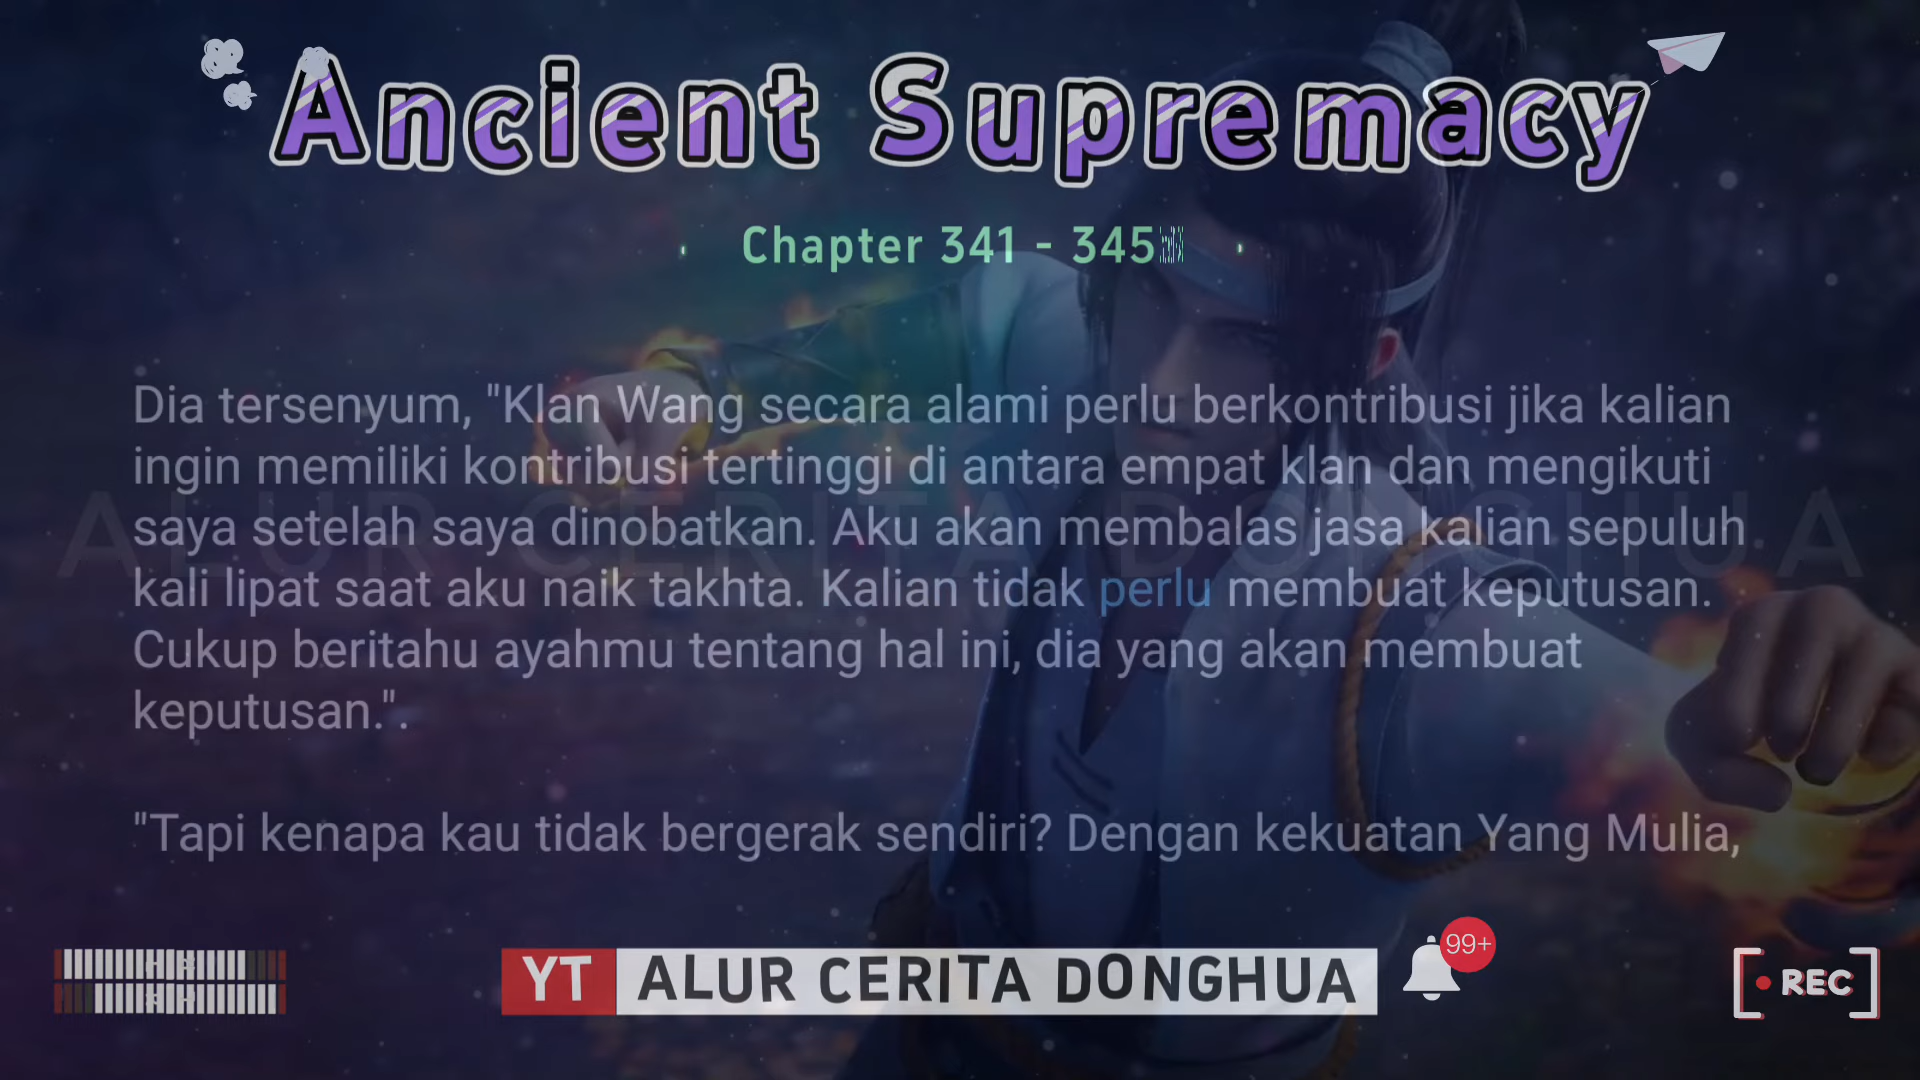 Ancient Supremacy
Chapter 341 - 345
Dia tersenyum, "Klan Wang secara alami perlu berkontribusi jika kalian
ingin memiliki kontribusi tertinggi di antara empat klan dan mengikuti
saya setelah saya dinobatkan. Aku akan membalas jasa kalian sepuluh
ALUR CERITA DONGHUA
kali lipat saat aku naik takhta. Kalian tidak perlu membuat keputusan.
Cukup beritahu ayahmu tentang hal ini, dia yang akan membuat
keputusan.".
"Tapi kenapa kau tidak bergerak sendiri? Dengan kekuatan Yang Mulia,
YT ALUR CERITA DONGHUA
99+
REC